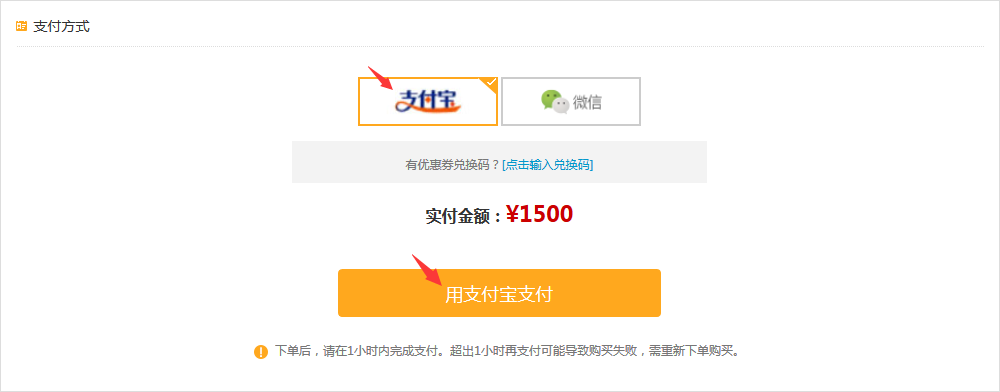 支付方式
支付宝 微信
有优惠券兑换码？[点击输入兑换码]
实付金额：¥1500
用支付宝支付
下单后，请在1小时内完成支付。超出1小时再支付可能导致购买失败，需重新下单购买。